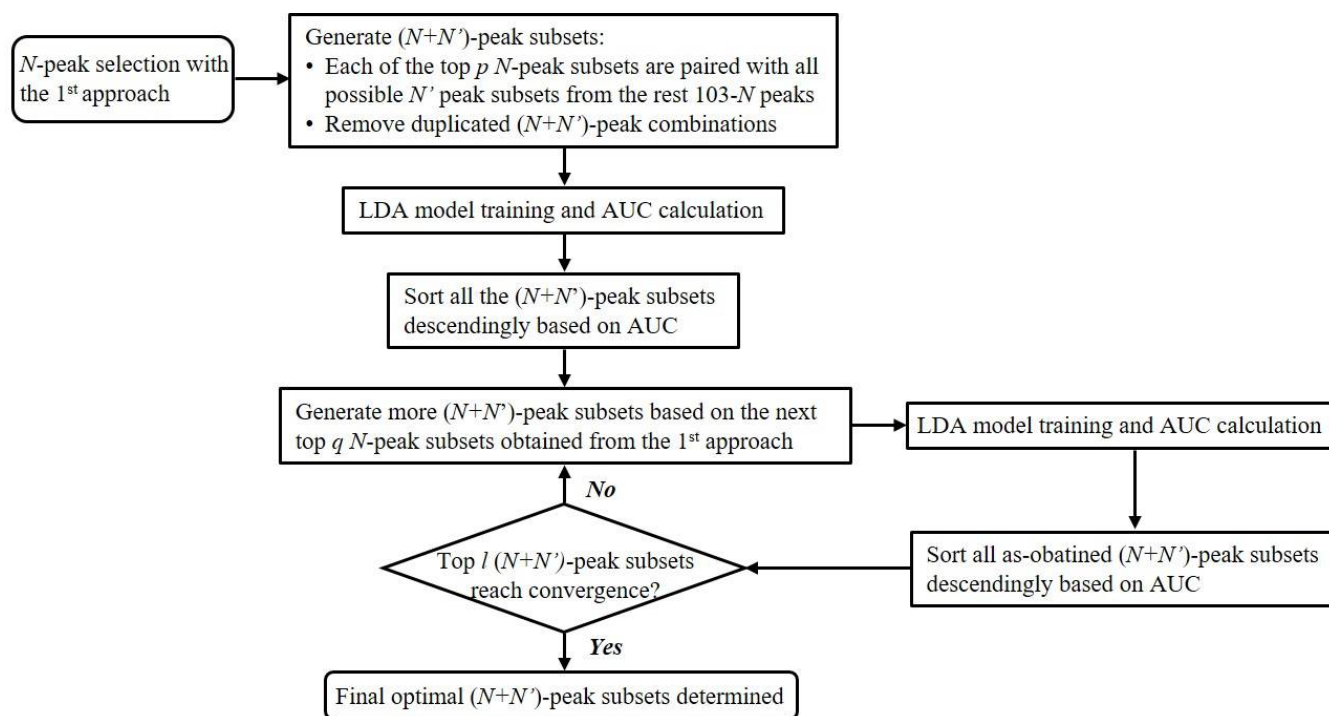 N-peak selection with
the 1st approach
Generate (N+N’)-peak subsets:
• Each of the top p N-peak subsets are paired with all
possible N’ peak subsets from the rest 103-N peaks
• Remove duplicated (N+N’)-peak combinations
LDA model training and AUC calculation
Sort all the (N+N’)-peak subsets
descendingly based on AUC
Generate more (N+N’)-peak subsets based on the next
top q N-peak subsets obtained from the 1st approach
LDA model training and AUC calculation
No
Top l (N+N’)-peak subsets
reach convergence?
Sort all as-obatined (N+N’)-peak subsets
descendingly based on AUC
Yes
Final optimal (N+N’)-peak subsets determined